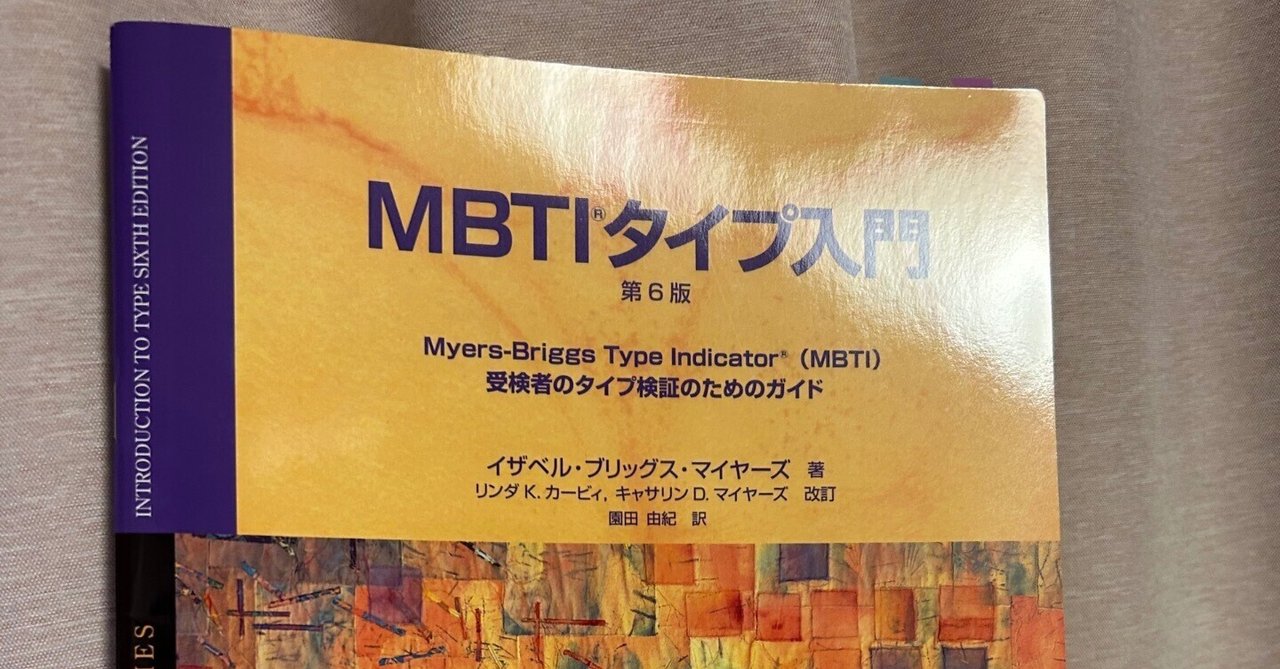 INTRODUCTION TO TYPE SIXTH EDITION
MBTI®タイプ入門
第6版
Myers-Briggs Type Indicator®（MBTI）
受検者のタイプ検証のためのガイド
イザベル・ブリッグス・マイヤーズ 著
リンダ K. カービィ, キャサリン D. マイヤーズ 改訂
園田 由紀 訳